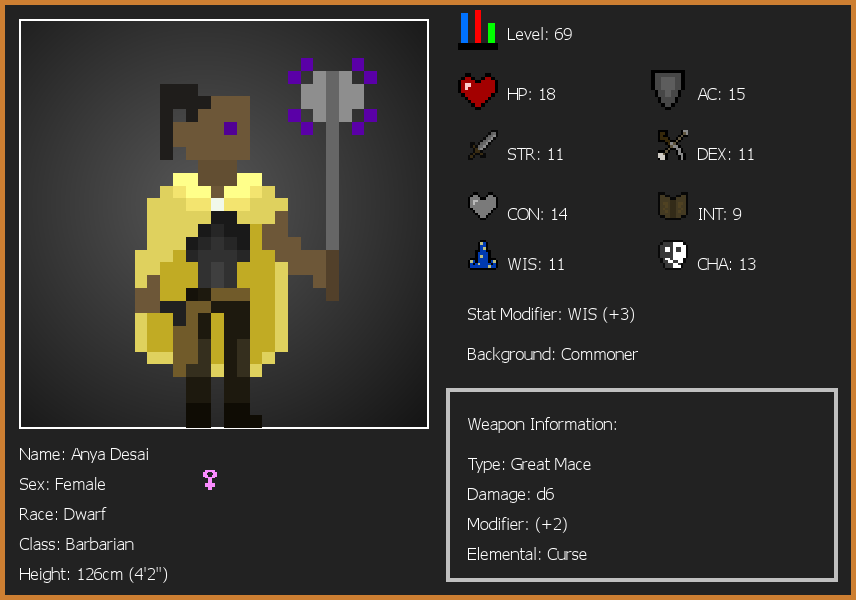 Level: 69
HP: 18
AC: 15
STR: 11
DEX: 11
CON: 14
INT: 9
WIS: 11
CHA: 13
Stat Modifier: WIS (+3)
Background: Commoner
Weapon Information:
Type: Great Mace
Damage: d6
Modifier: (+2)
Elemental: Curse
Name: Anya Desai
Sex: Female
Race: Dwarf
Class: Barbarian
Height: 126cm (4'2")